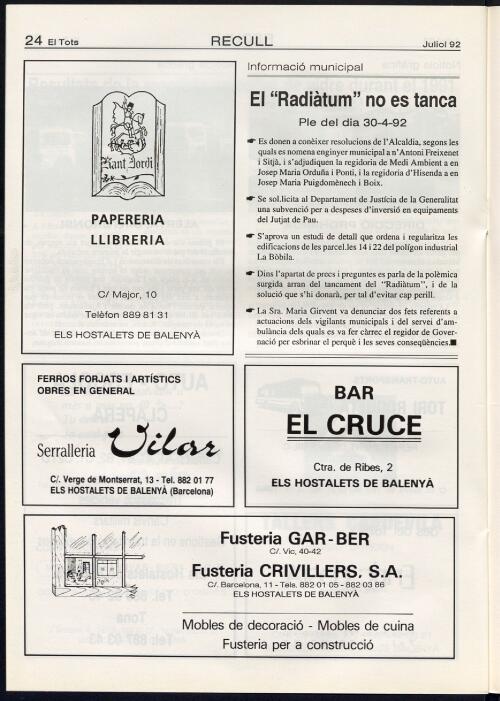 24 El Tots
RECULL
Juliol 92
Sant Jordi
PAPERERIA
LLIBRERIA
C/ Major, 10
Telèfon 889 81 31
ELS HOSTALETS DE BALENYÀ
Informació municipal
El “Radiàtum” no es tanca
Ple del dia 30-4-92
☛ Es donen a conèixer resolucions de l'Alcaldia, segons les
quals es nomena enginyer municipal a n'Antoni Freixenet
i Sitjà, i s'adjudiquen la regidoria de Medi Ambient a en
Josep Maria Orduña i Ponti, i la regidoria d'Hisenda a en
Josep Maria Puigdomènech i Boix.
☛ Se sol.licita al Departament de Justícia de la Generalitat
una subvenció per a despeses d'inversió en equipaments
del Jutjat de Pau.
☛ S'aprova un estudi de detall que ordena i regularitza les
edificacions de les parcel.les 14 i 22 del polígon industrial
La Bòbila.
☛ Dins l'apartat de precs i preguntes es parla de la polèmica
surgida arran del tancament del “Radiàtum”, i de la
solució que s'hi donarà, per tal d'evitar cap perill.
☛ La Sra. Maria Girvent va denunciar dos fets referents a
actuacions dels vigilants municipals i del servei d'am-
bulància dels quals es va fer càrrec el regidor de Gover-
nació per esbrinar el perquè i les seves conseqüències.■
FERROS FORJATS I ARTÍSTICS
OBRES EN GENERAL
Serralleria Vilar
C/. Verge de Montserrat, 13 - Tel. 882 01 77
ELS HOSTALETS DE BALENYÀ (Barcelona)
BAR
EL CRUCE
Ctra. de Ribes, 2
ELS HOSTALETS DE BALENYÀ
Fusteria GAR-BER
C/. Vic, 40-42
Fusteria CRIVILLERS, S.A.
C/. Barcelona, 11 - Tels. 882 01 05 - 882 03 86
ELS HOSTALETS DE BALENYÀ
Mobles de decoració - Mobles de cuina
Fusteria per a construcció